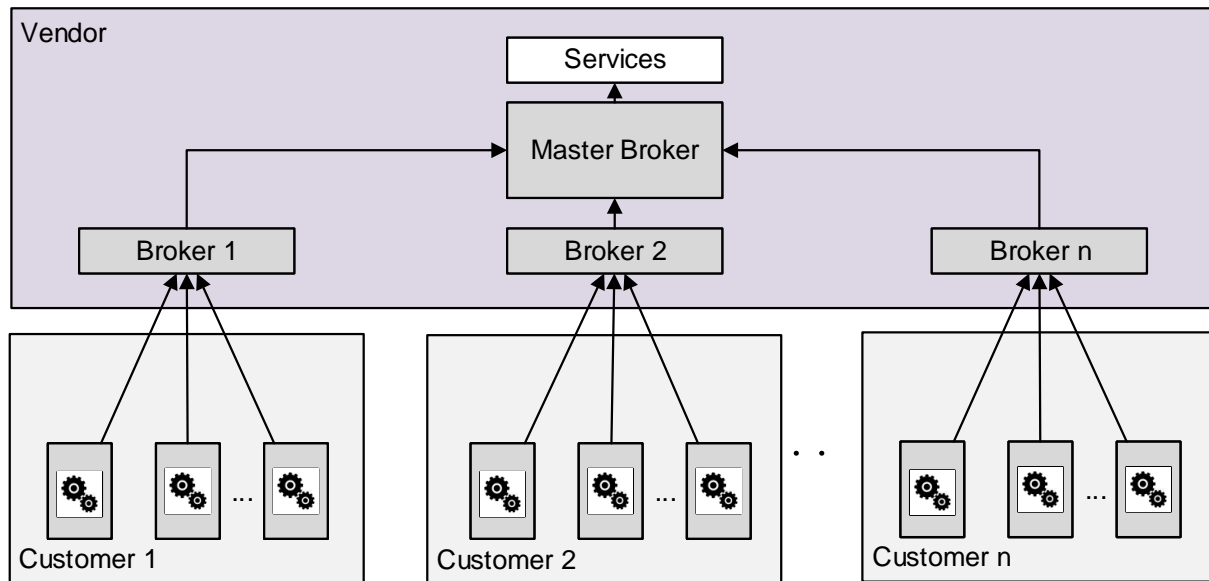 Vendor
Services
Master Broker
Broker 1
Broker 2
Broker n
...
...
...
. .
Customer 1
Customer 2
Customer n